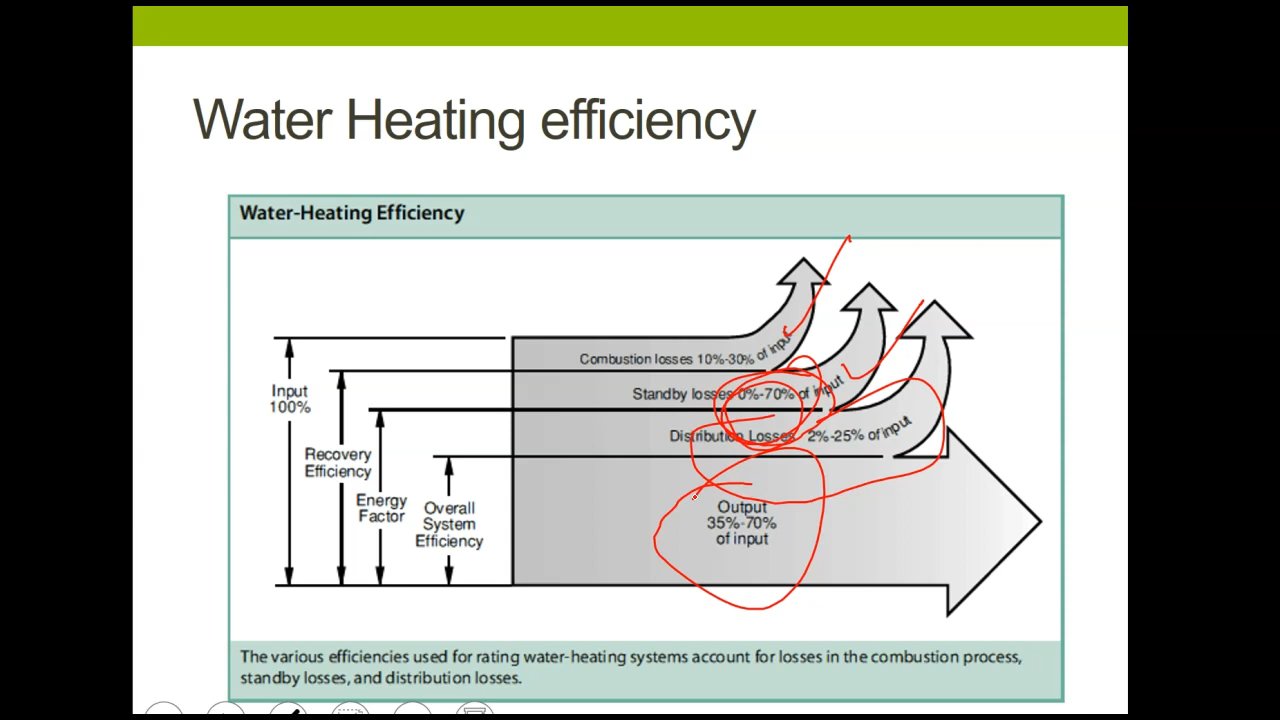 Water Heating efficiency
Water-Heating Efficiency
Combustion losses 10%-30% of input
Standby losses 0%-70% of input
Distribution Losses 2%-25% of input
Input
100%
Recovery
Efficiency
Energy
Factor
Overall
System
Efficiency
Output
35%-70%
of input
The various efficiencies used for rating water-heating systems account for losses in the combustion process,
standby losses, and distribution losses.